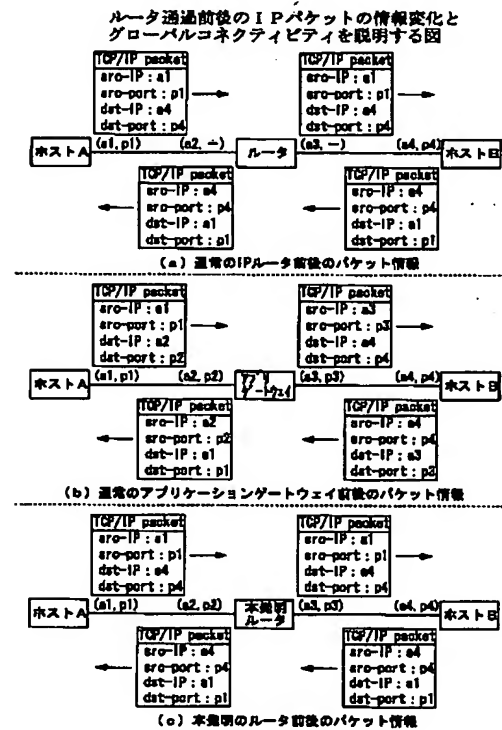 ルータ通過前後のIPパケットの情報変化と
グローバルコネクティビティを説明する図
TCP/IP packet
src-IP : a1
src-port : p1
dst-IP : a4
dst-port : p4
TCP/IP packet
src-IP : a1
src-port : p1
dst-IP : a4
dst-port : p4
ホストA (a1, p1) (a2, −) ルータ (a3, −) (a4, p4) ホストB
TCP/IP packet
src-IP : a4
src-port : p4
dst-IP : a1
dst-port : p1
TCP/IP packet
src-IP : a4
src-port : p4
dst-IP : a1
dst-port : p1
(a) 通常のIPルータ前後のパケット情報
TCP/IP packet
src-IP : a1
src-port : p1
dst-IP : a2
dst-port : p2
TCP/IP packet
src-IP : a3
src-port : p3
dst-IP : a4
dst-port : p4
ホストA (a1, p1) (a2, p2) アプリ (a3, p3) (a4, p4) ホストB
ゲートウェイ
TCP/IP packet
src-IP : a2
src-port : p2
dst-IP : a1
dst-port : p1
TCP/IP packet
src-IP : a4
src-port : p4
dst-IP : a3
dst-port : p3
(b) 通常のアプリケーションゲートウェイ前後のパケット情報
TCP/IP packet
src-IP : a1
src-port : p1
dst-IP : a4
dst-port : p4
TCP/IP packet
src-IP : a1
src-port : p1
dst-IP : a4
dst-port : p4
ホストA (a1, p1) (a2, p2) 本発明 (a3, p3) (a4, p4) ホストB
ルータ
TCP/IP packet
src-IP : a4
src-port : p4
dst-IP : a1
dst-port : p1
TCP/IP packet
src-IP : a4
src-port : p4
dst-IP : a1
dst-port : p1
(c) 本発明のルータ前後のパケット情報